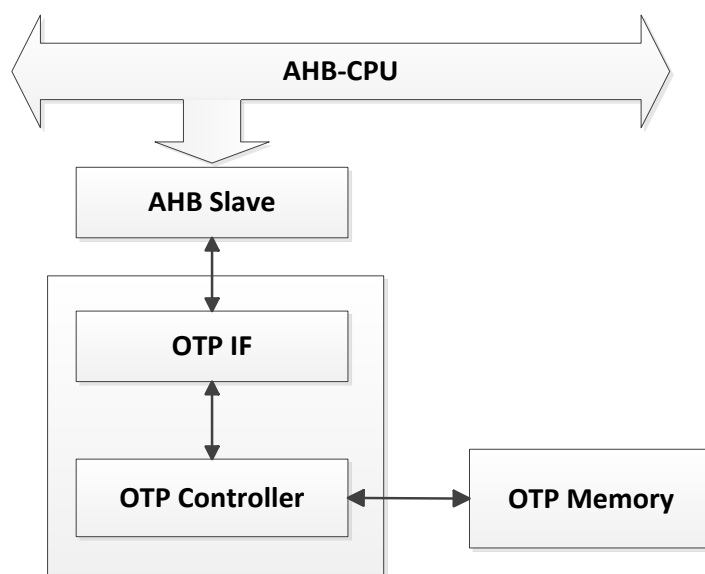 AHB-CPU
AHB Slave
OTP IF
OTP Controller
OTP Memory